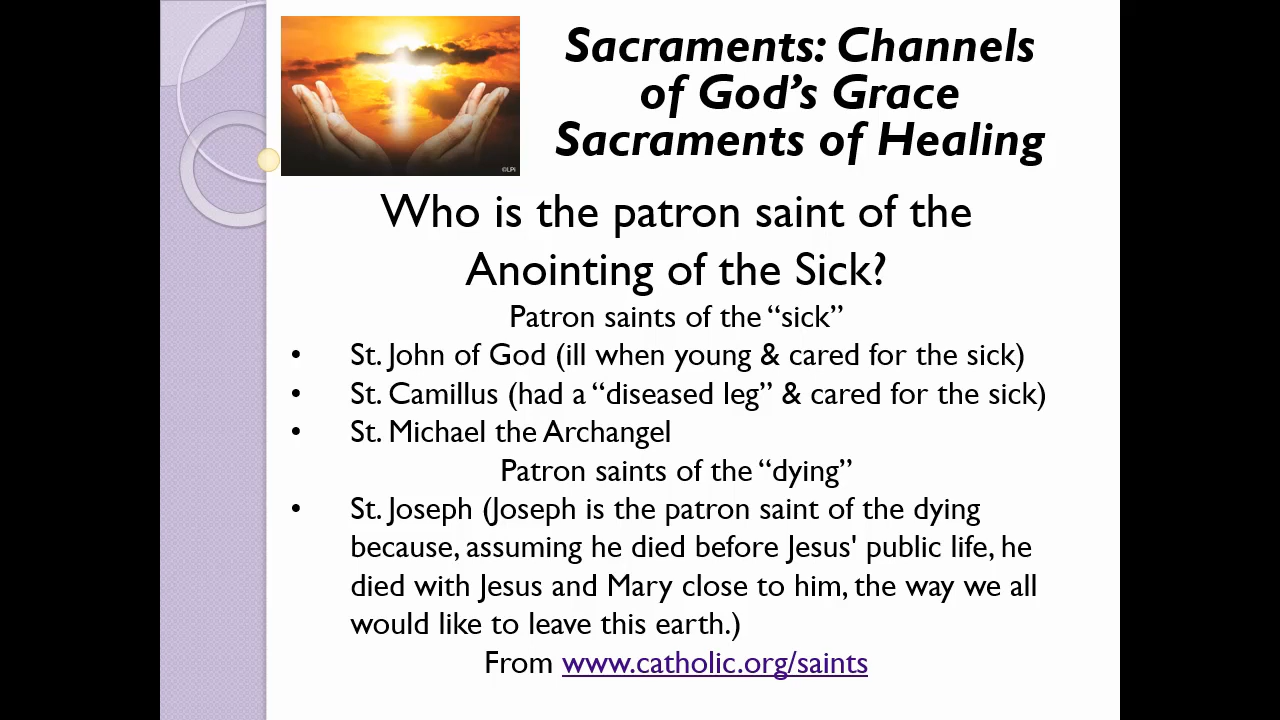 Sacraments: Channels
of God’s Grace
Sacraments of Healing
©LPi
Who is the patron saint of the
Anointing of the Sick?
Patron saints of the “sick”
• St. John of God (ill when young & cared for the sick)
• St. Camillus (had a “diseased leg” & cared for the sick)
• St. Michael the Archangel
Patron saints of the “dying”
• St. Joseph (Joseph is the patron saint of the dying
because, assuming he died before Jesus' public life, he
died with Jesus and Mary close to him, the way we all
would like to leave this earth.)
From www.catholic.org/saints